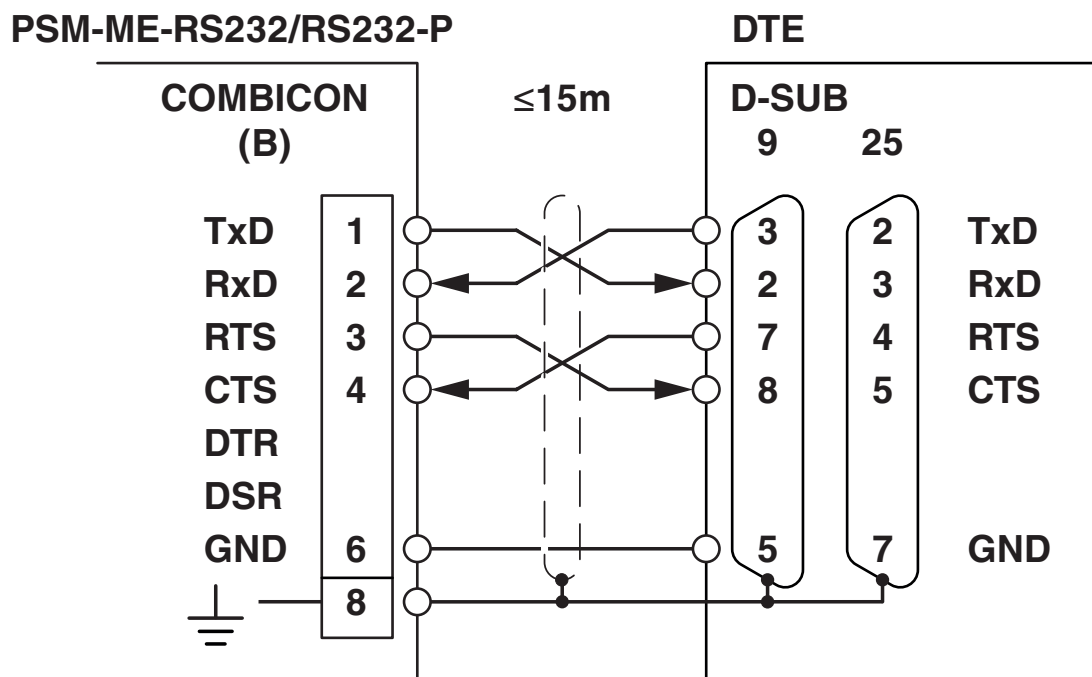 PSM-ME-RS232/RS232-P DTE
COMBICON ≤15m D-SUB
(B) 9 25
TxD 1 3 2 TxD
RxD 2 2 3 RxD
RTS 3 7 4 RTS
CTS 4 8 5 CTS
DTR
DSR
GND 6 5 7 GND
8